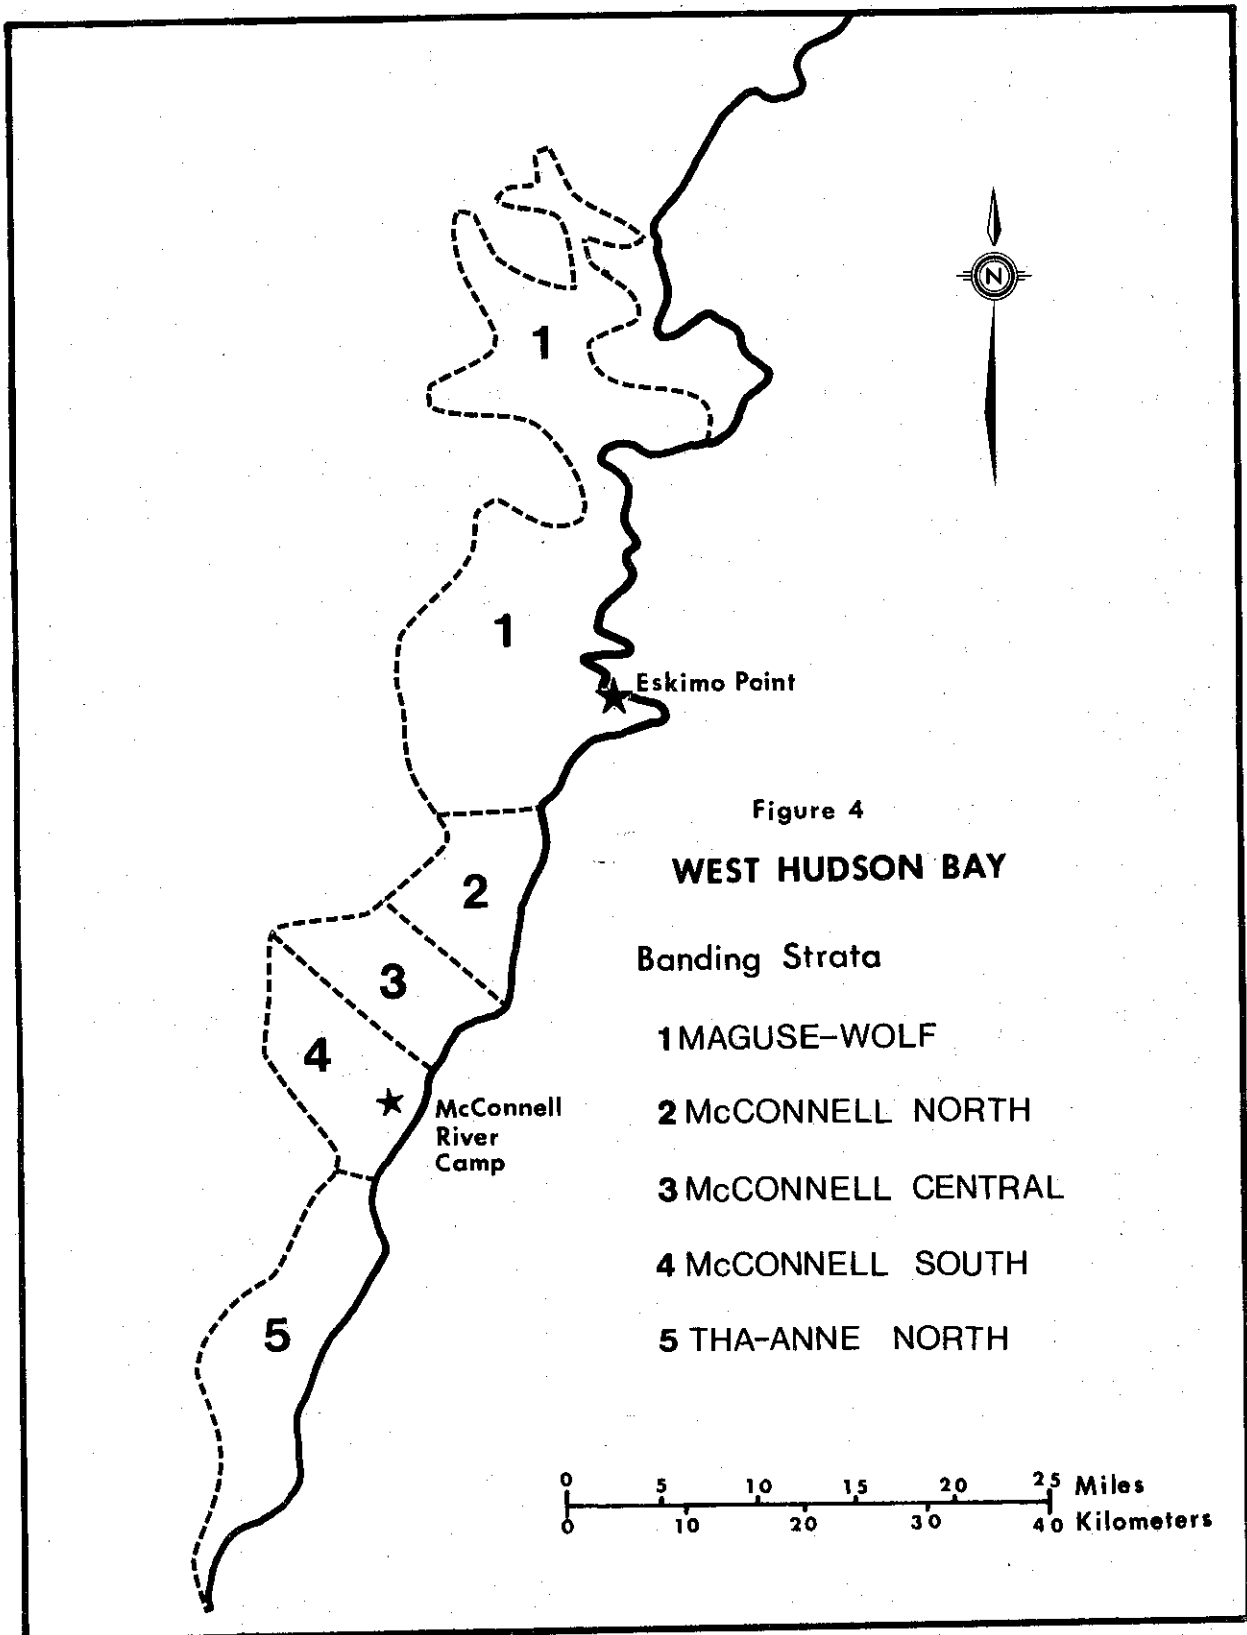 N
1
1
Eskimo Point
Figure 4
WEST HUDSON BAY
2
Banding Strata
3
1 MAGUSE–WOLF
4
2 McCONNELL NORTH
McConnell
River
Camp
3 McCONNELL CENTRAL
4 McCONNELL SOUTH
5
5 THA–ANNE NORTH
0 5 10 15 20 25 Miles
0 10 20 30 40 Kilometers